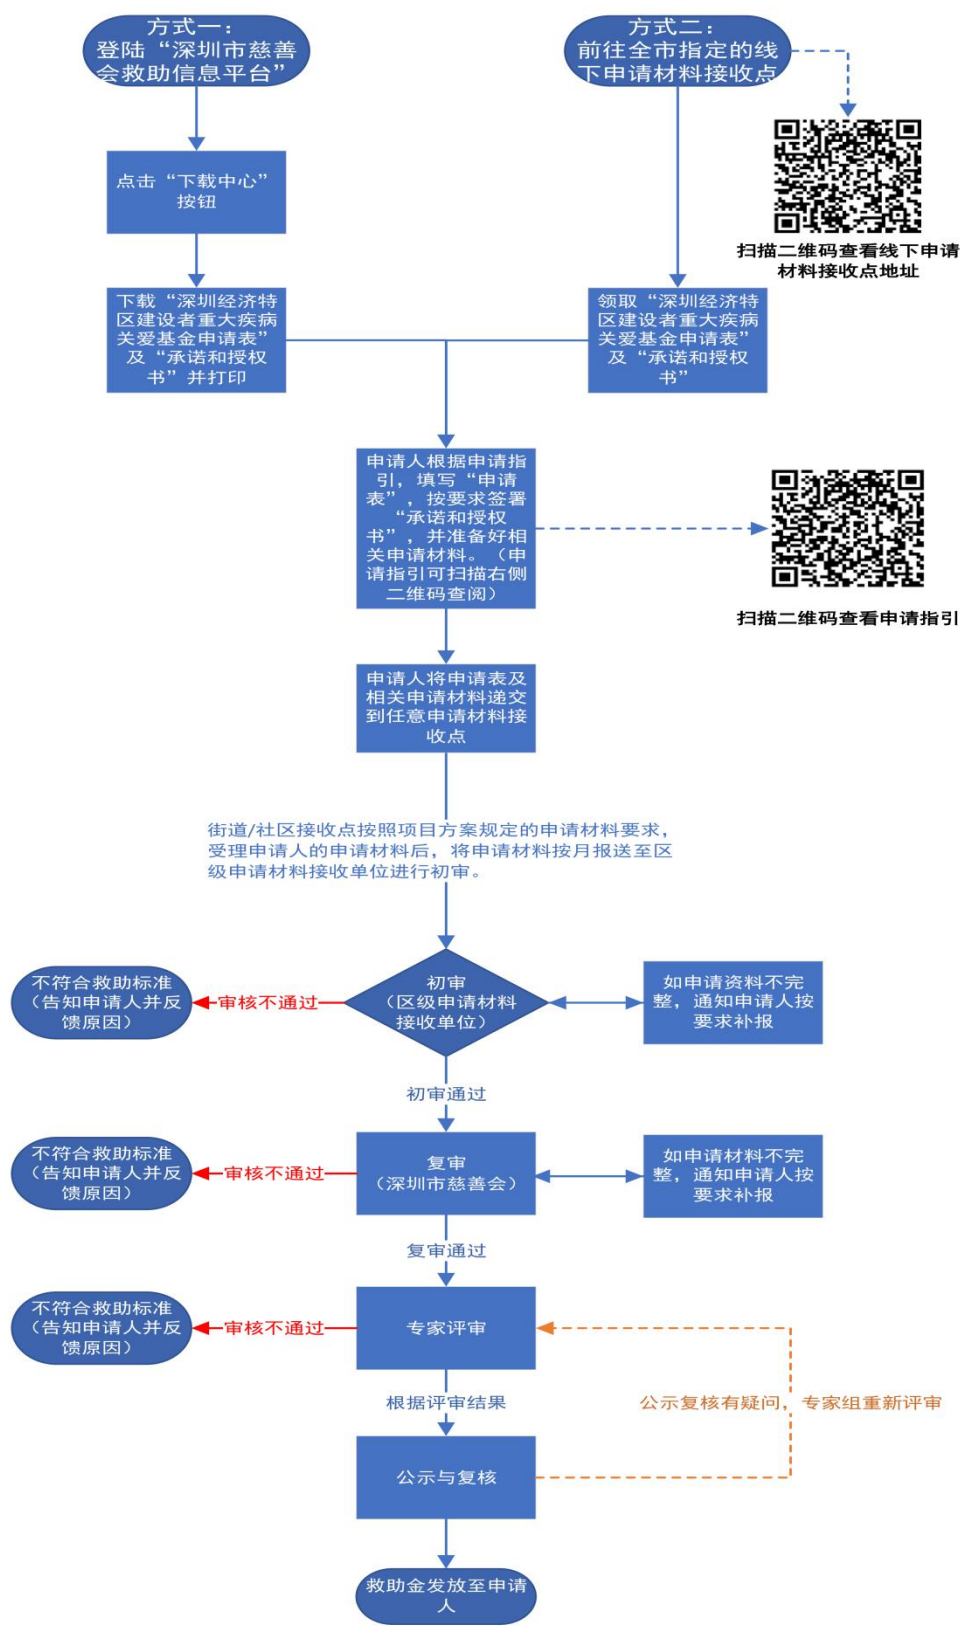 方式一：
登陆“深圳市慈善
会救助信息平台”
方式二：
前往全市指定的线
下申请材料接收点
点击“下载中心”
按钮
扫描二维码查看线下申请
材料接收点地址
下载“深圳经济特
区建设者重大疾病
关爱基金申请表”
及“承诺和授权
书”并打印
领取“深圳经济特
区建设者重大疾病
关爱基金申请表”
及“承诺和授权
书”
申请人根据申请指
引，填写“申请
表”，按要求签署
“承诺和授权
书”，并准备好相
关申请材料。（申
请指引可扫描右侧
二维码查阅）
扫描二维码查看申请指引
申请人将申请表及
相关申请材料递交
到任意申请材料接
收点
街道/社区接收点按照项目方案规定的申请材料要求，
受理申请人的申请材料后，将申请材料按月报送至区
级申请材料接收单位进行初审。
不符合救助标准
（告知申请人并反
馈原因）
审核不通过
初审
（区级申请材料
接收单位）
如申请资料不完
整，通知申请人按
要求补报
初审通过
不符合救助标准
（告知申请人并反
馈原因）
审核不通过
复审
（深圳市慈善会）
如申请材料不完
整，通知申请人按
要求补报
复审通过
不符合救助标准
（告知申请人并反
馈原因）
审核不通过
专家评审
根据评审结果
公示复核有疑问，专家组重新评审
公示与复核
救助金发放至申请
人